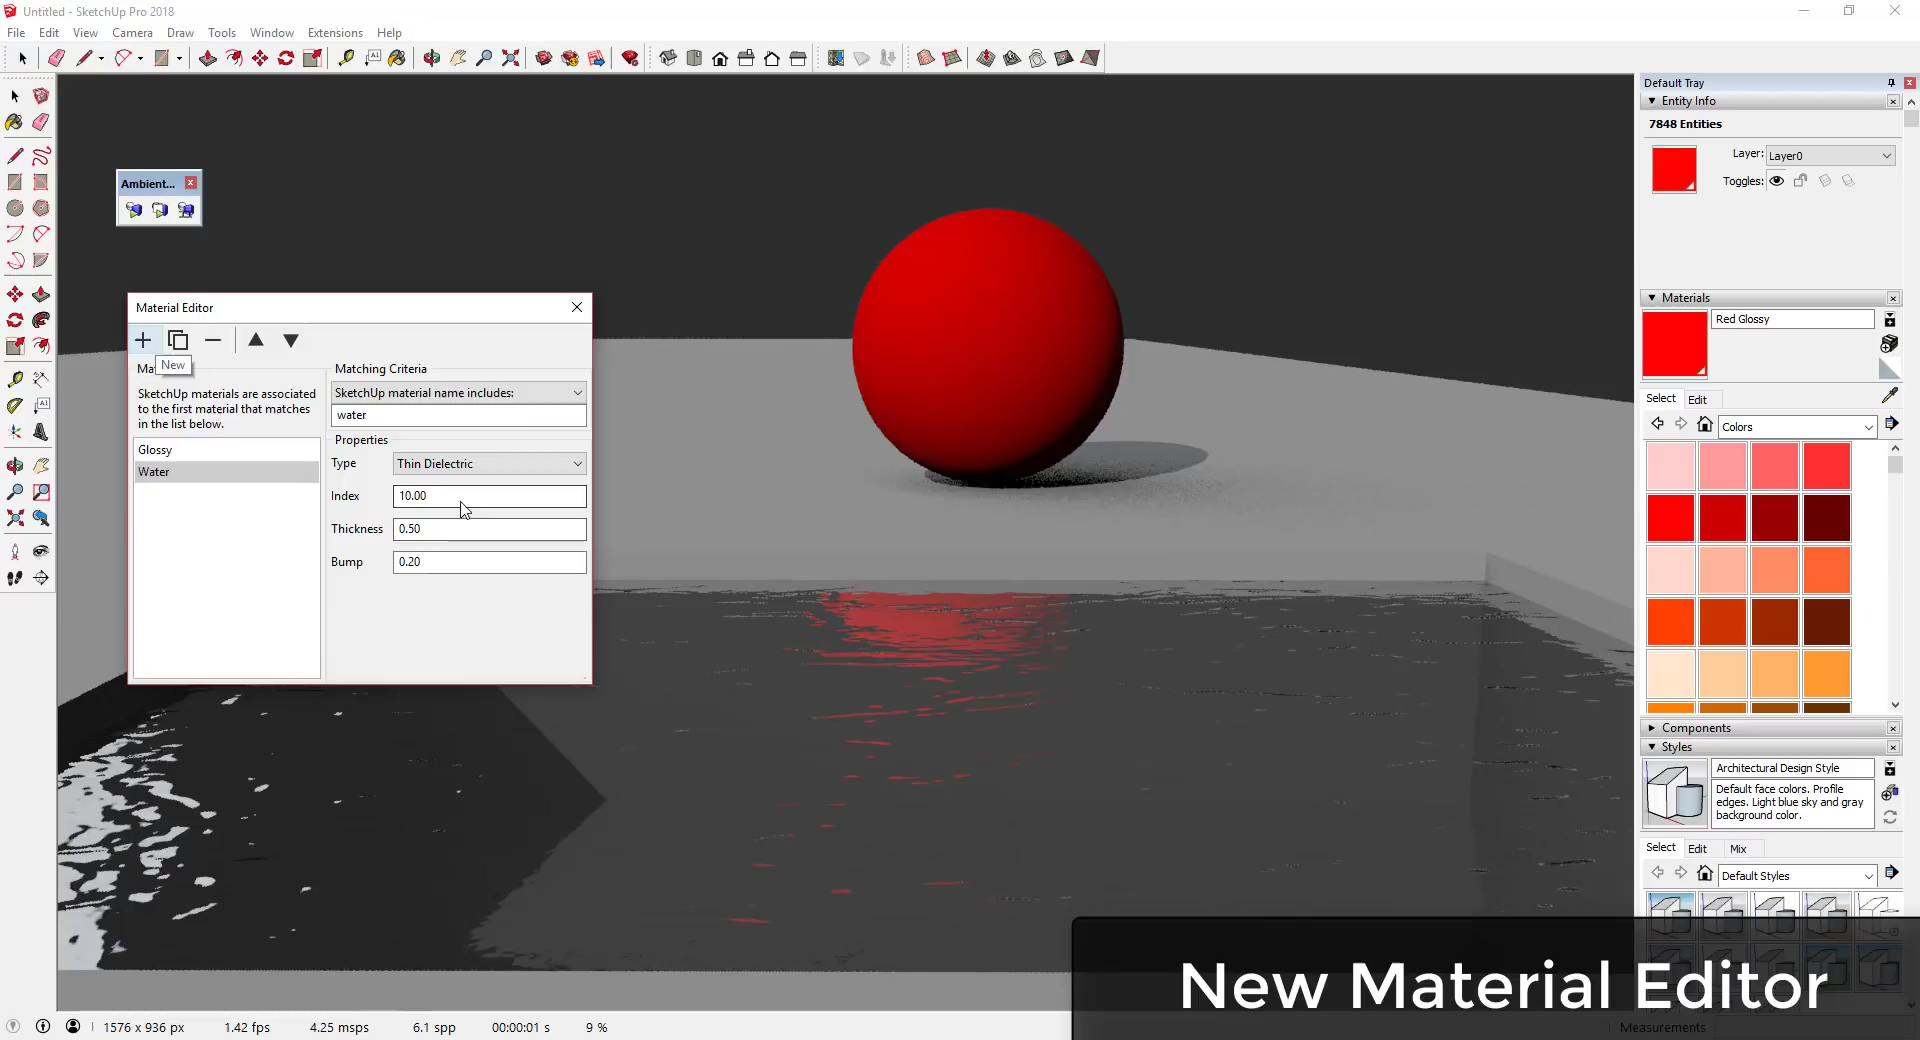 Untitled - SketchUp Pro 2018
File Edit View Camera Draw Tools Window Extensions Help
Ambient...
Material Editor
New
SketchUp materials are associated
to the first material that matches
in the list below.
Glossy
Water
Matching Criteria
SketchUp material name includes:
water
Properties
Type Thin Dielectric
Index 10.00
Thickness 0.50
Bump 0.20
Default Tray
Entity Info
7848 Entities
Layer: Layer0
Toggles:
Materials
Red Glossy
Select Edit
Colors
Components
Styles
Architectural Design Style
Default face colors. Profile
edges. Light blue sky and gray
background color.
Select Edit Mix
Default Styles
New Material Editor
1576 x 936 px 1.42 fps 4.25 msps 6.1 spp 00:00:01 s 9 %
Measurements